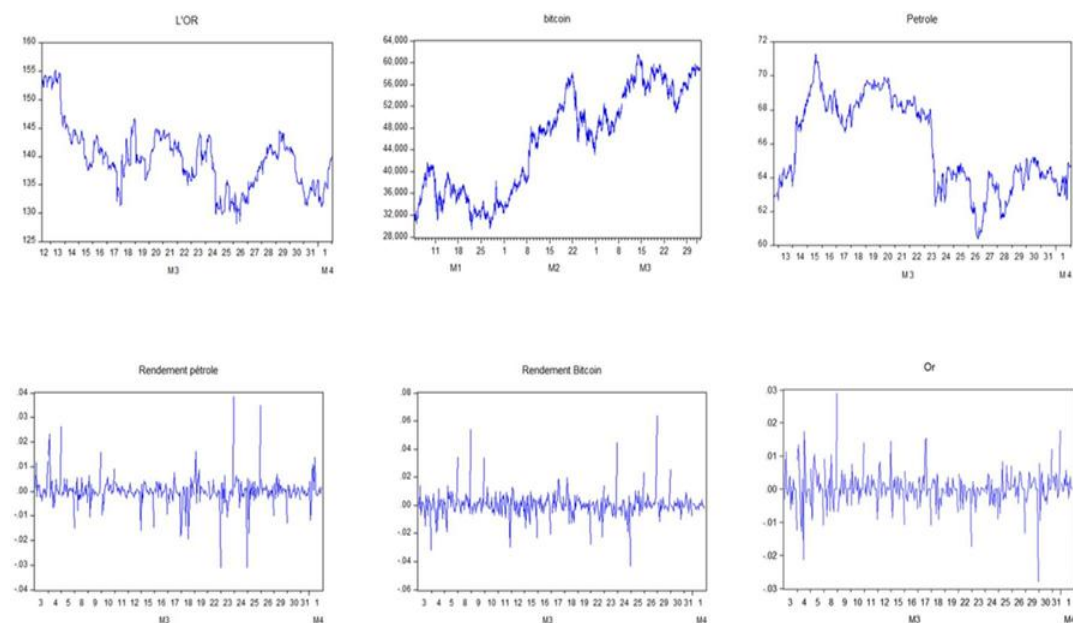 L'OR
160
155
150
145
140
135
130
125
12 13 14 15 16 17 18 19 20 21 22 23 24 25 26 27 28 29 30 31 1
M3 M4
bitcoin
64,000
60,000
56,000
52,000
48,000
44,000
40,000
36,000
32,000
28,000
11 18 25 1 8 15 22 1 8 15 22 29
M1 M2 M3
Petrole
72
70
68
66
64
62
60
13 14 15 16 17 18 19 20 21 22 23 24 25 26 27 28 29 30 31 1
M3 M4
Rendement pétrole
.04
.03
.02
.01
.00
-.01
-.02
-.03
-.04
3 4 5 6 8 9 10 11 12 15 16 17 18 19 22 23 24 25 26 29 30 31 1
M3 M4
Rendement Bitcoin
.08
.06
.04
.02
.00
-.02
-.04
-.06
3 4 5 8 9 10 11 12 15 16 17 18 19 22 23 24 25 26 29 30 31 1
M3 M4
Or
.03
.02
.01
.00
-.01
-.02
-.03
3 4 5 8 9 10 11 12 15 16 17 18 19 22 23 24 25 26 29 30 31 1
M3